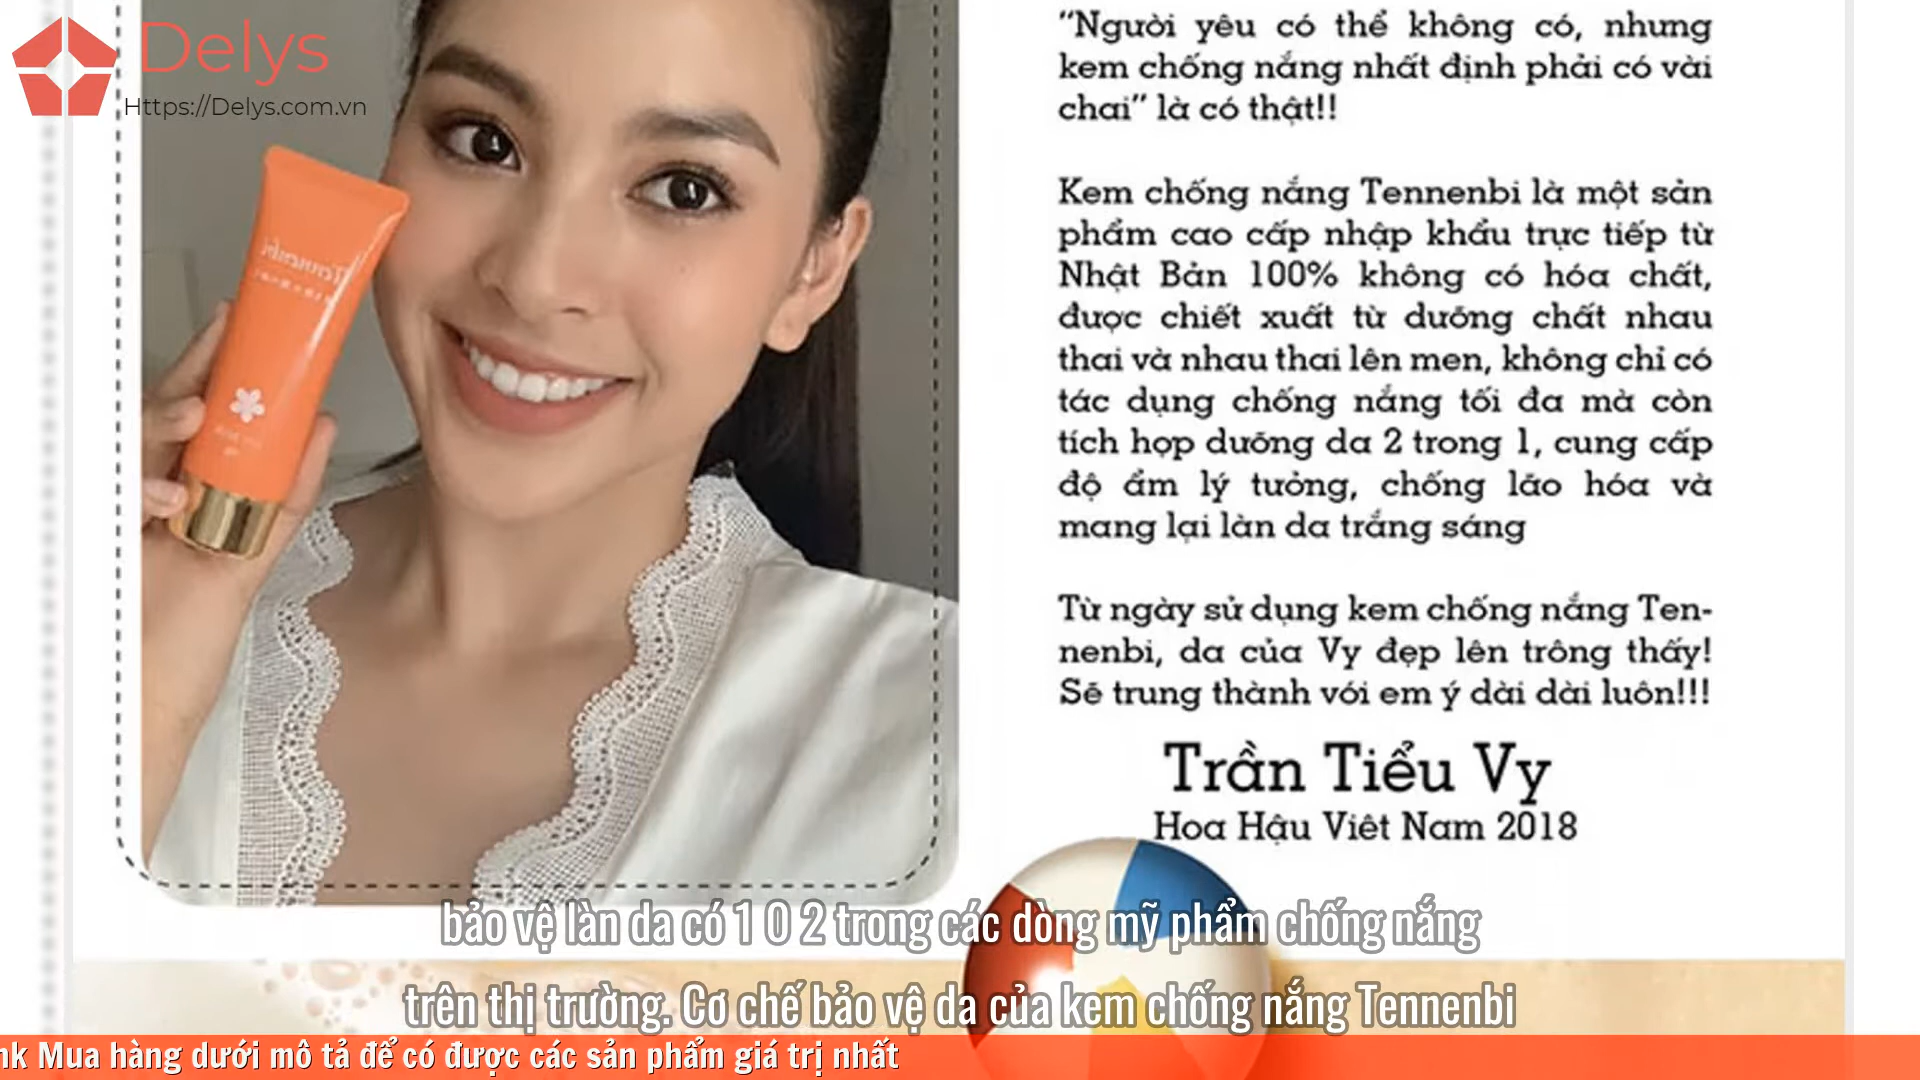 Delys
Https://Delys.com.vn
Tennenbi
“Người yêu có thể không có, nhưng
kem chống nắng nhất định phải có vài
chai” là có thật!!
Kem chống nắng Tennenbi là một sản
phẩm cao cấp nhập khẩu trực tiếp từ
Nhật Bản 100% không có hóa chất,
được chiết xuất từ dưỡng chất nhau
thai và nhau thai lên men, không chỉ có
tác dụng chống nắng tối đa mà còn
tích hợp dưỡng da 2 trong 1, cung cấp
độ ẩm lý tưởng, chống lão hóa và
mang lại làn da trắng sáng
Từ ngày sử dụng kem chống nắng Ten-
nenbi, da của Vy đẹp lên trông thấy!
Sẽ trung thành với em ý dài dài luôn!!!
Trần Tiểu Vy
Hoa Hậu Việt Nam 2018
bảo vệ làn da có 1 0 2 trong các dòng mỹ phẩm chống nắng
trên thị trường. Cơ chế bảo vệ da của kem chống nắng Tennenbi
nk Mua hàng dưới mô tả để có được các sản phẩm giá trị nhất